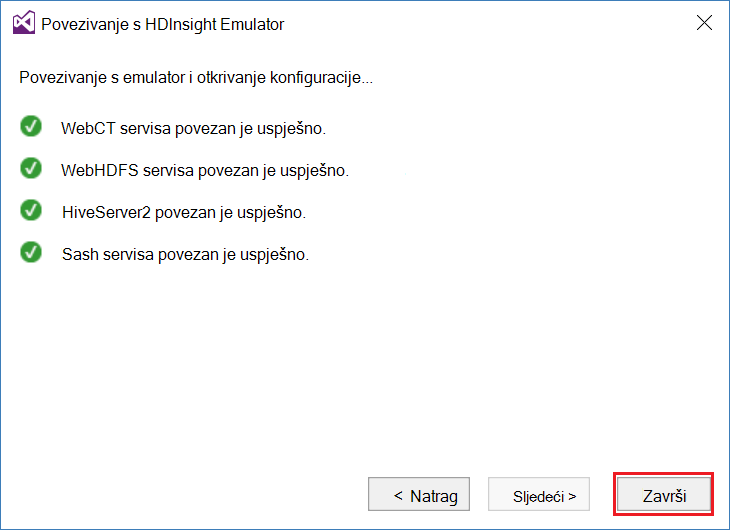 Povezivanje s HDInsight Emulator
Povezivanje s emulator i otkrivanje konfiguracije...
WebCT servisa povezan je uspješno.
WebHDFS servisa povezan je uspješno.
HiveServer2 povezan je uspješno.
Sash servisa povezan je uspješno.
< Natrag
Sljedeći >
Završi